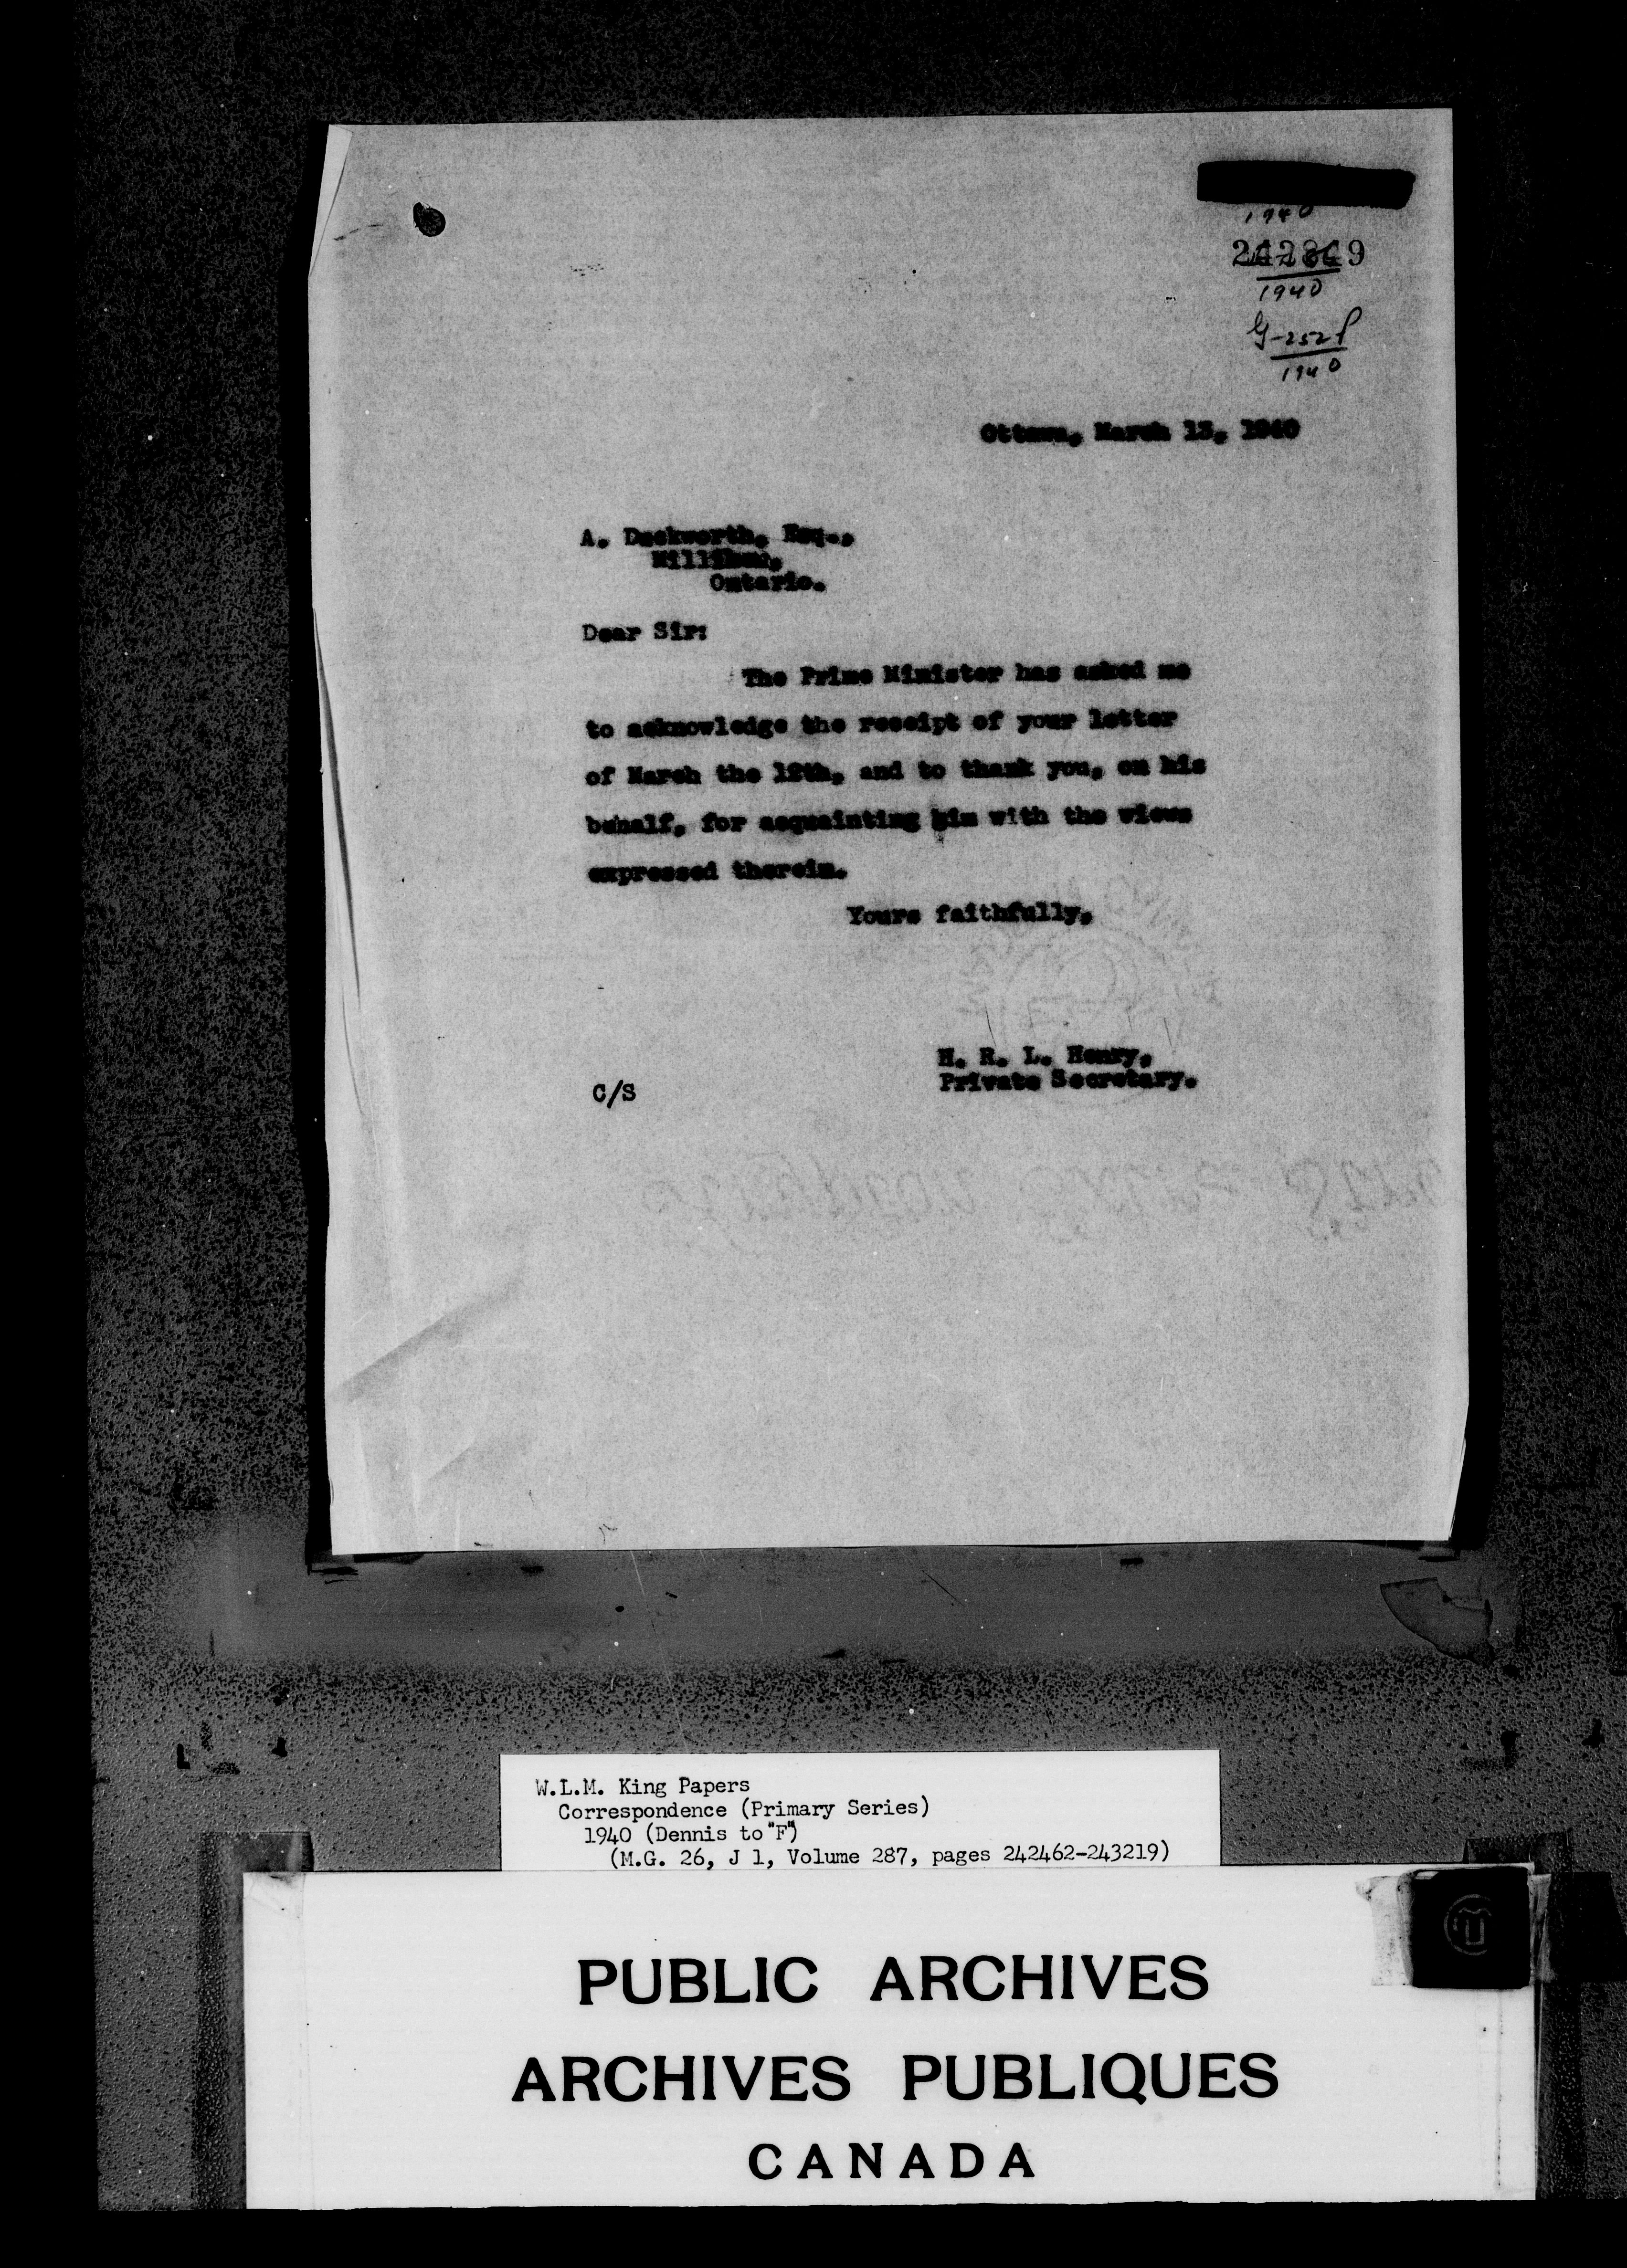 1940
242869
1940
G-252 P
1940
Ottawa, March 13, 1940
A. Duckworth, Esq.,
Milliken,
Ontario.
Dear Sir:
The Prime Minister has asked me
to acknowledge the receipt of your letter
of March the 12th, and to thank you, on his
behalf, for acquainting him with the views
expressed therein.
Yours faithfully,
H. R. L. Henry,
Private Secretary.
C/S
W.L.M. King Papers
Correspondence (Primary Series)
1940 (Dennis to "F")
(M.G. 26, J 1, Volume 287, pages 242462-243219)
PUBLIC ARCHIVES
ARCHIVES PUBLIQUES
CANADA